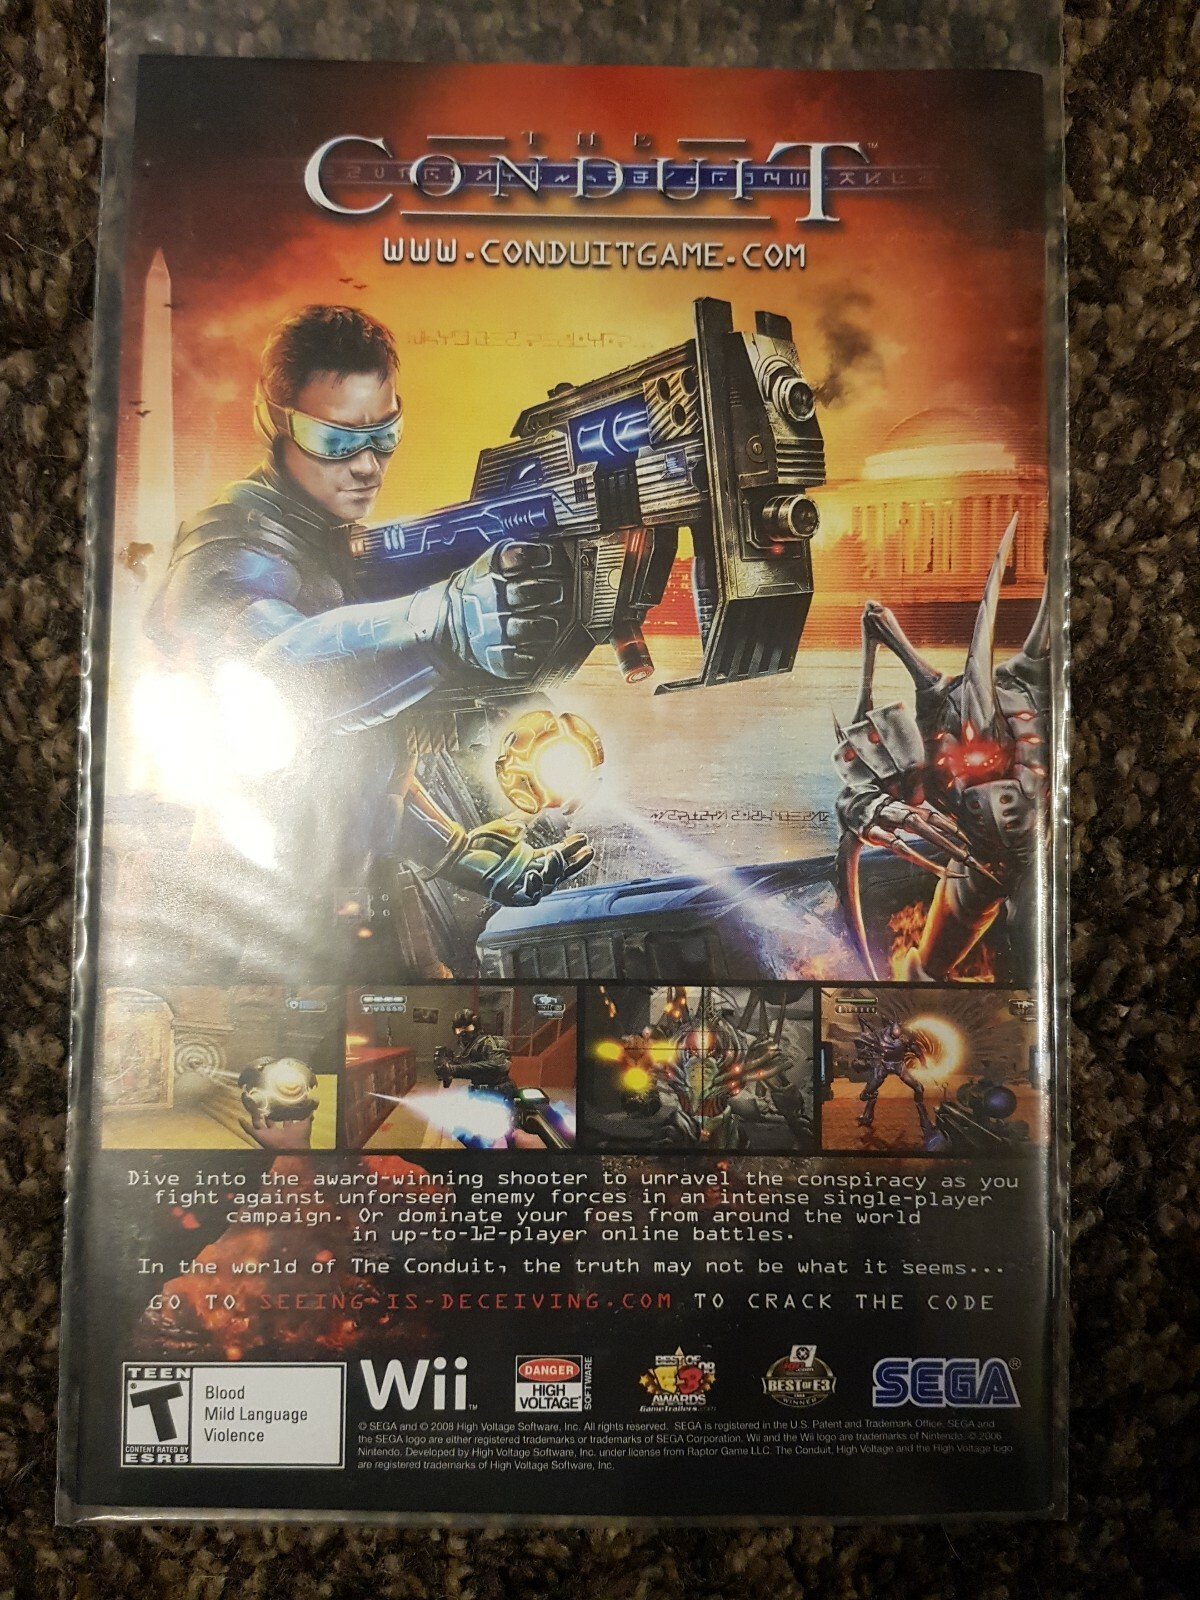 THE
CONDUIT™
WWW.CONDUITGAME.COM
Dive into the award-winning shooter to unravel the conspiracy as you
fight against unforseen enemy forces in an intense single-player
campaign. Or dominate your foes from around the world
in up-to-12-player online battles.
In the world of The Conduit, the truth may not be what it seems...
GO TO SEEING-IS-DECEIVING.COM TO CRACK THE CODE
TEEN
T
CONTENT RATED BY
ESRB
Blood
Mild Language
Violence
Wii™
DANGER
HIGH
VOLTAGE
SOFTWARE
BEST OF 08
E3
AWARDS
GameTrailers.com
BEST OF E3
WINNER
SEGA®
© SEGA and © 2008 High Voltage Software, Inc. All rights reserved. SEGA is registered in the U.S. Patent and Trademark Office. SEGA and
the SEGA logo are either registered trademarks or trademarks of SEGA Corporation. Wii and the Wii logo are trademarks of Nintendo. © 2006
Nintendo. Developed by High Voltage Software, Inc. under license from Raptor Game LLC. The Conduit, High Voltage and the High Voltage logo
are registered trademarks of High Voltage Software, Inc.